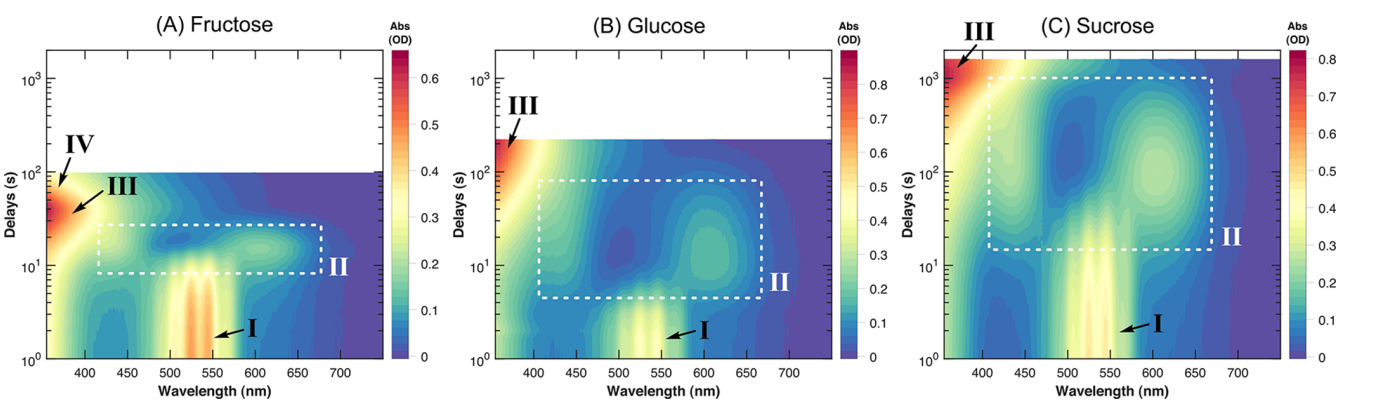 (A) Fructose
Abs
(OD)
10³
10²
10¹
10⁰
Delays (s)
IV
III
II
I
400
450
500
550
600
650
700
Wavelength (nm)
0.6
0.5
0.4
0.3
0.2
0.1
0
(B) Glucose
Abs
(OD)
10³
10²
10¹
10⁰
Delays (s)
III
II
I
400
450
500
550
600
650
700
Wavelength (nm)
0.8
0.7
0.6
0.5
0.4
0.3
0.2
0.1
0
(C) Sucrose
Abs
(OD)
10³
10²
10¹
10⁰
Delays (s)
III
II
I
400
450
500
550
600
650
700
Wavelength (nm)
0.8
0.7
0.6
0.5
0.4
0.3
0.2
0.1
0